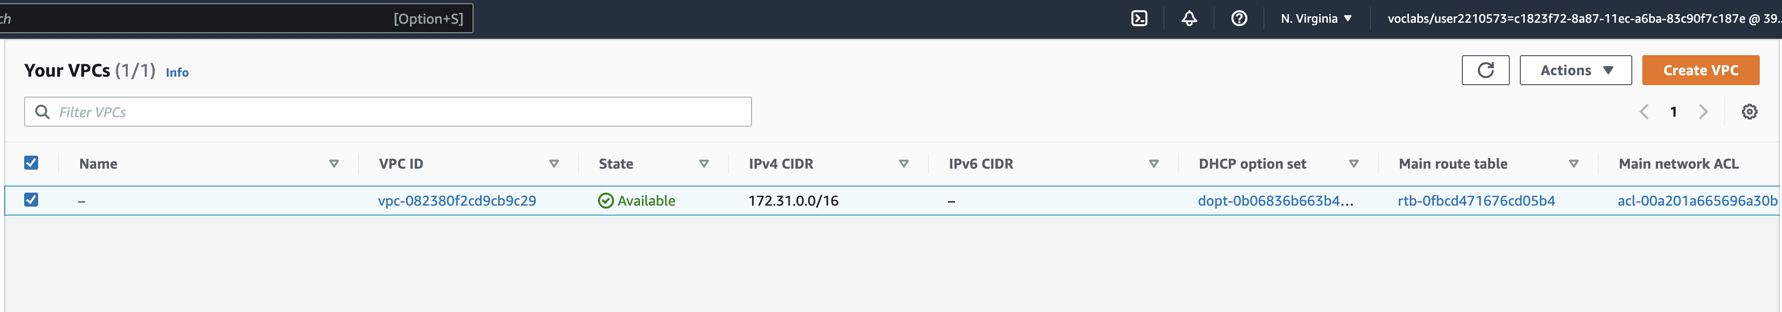 ch [Option+S] N. Virginia ▼ voclabs/user2210573=c1823f72-8a87-11ec-a6ba-83c90f7c187e @ 39...
Your VPCs (1/1) Info Actions ▼ Create VPC
Filter VPCs 1
Name VPC ID State IPv4 CIDR IPv6 CIDR DHCP option set Main route table Main network ACL
– vpc-082380f2cd9cb9c29 Available 172.31.0.0/16 – dopt-0b06836b663b4... rtb-0fbcd471676cd05b4 acl-00a201a665696a30b